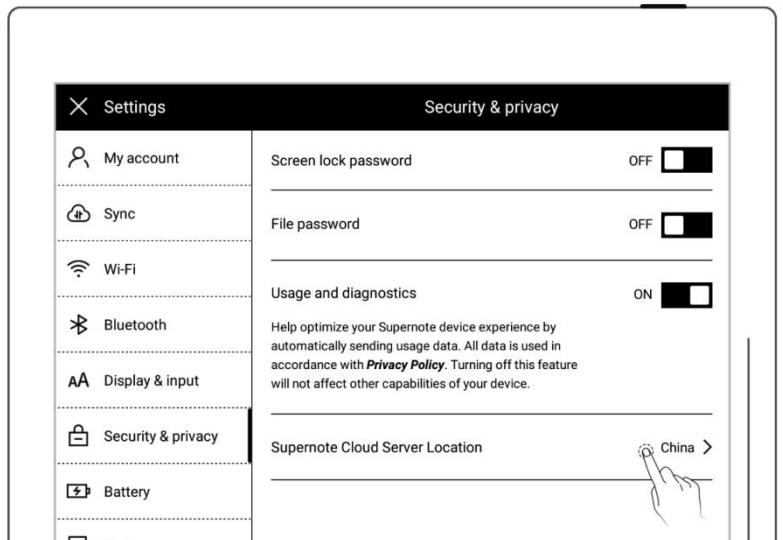 Settings
Security & privacy
My account
Sync
Wi-Fi
Bluetooth
AA Display & input
Security & privacy
Battery
Screen lock password OFF
File password OFF
Usage and diagnostics ON
Help optimize your Supernote device experience by
automatically sending usage data. All data is used in
accordance with Privacy Policy. Turning off this feature
will not affect other capabilities of your device.
Supernote Cloud Server Location China